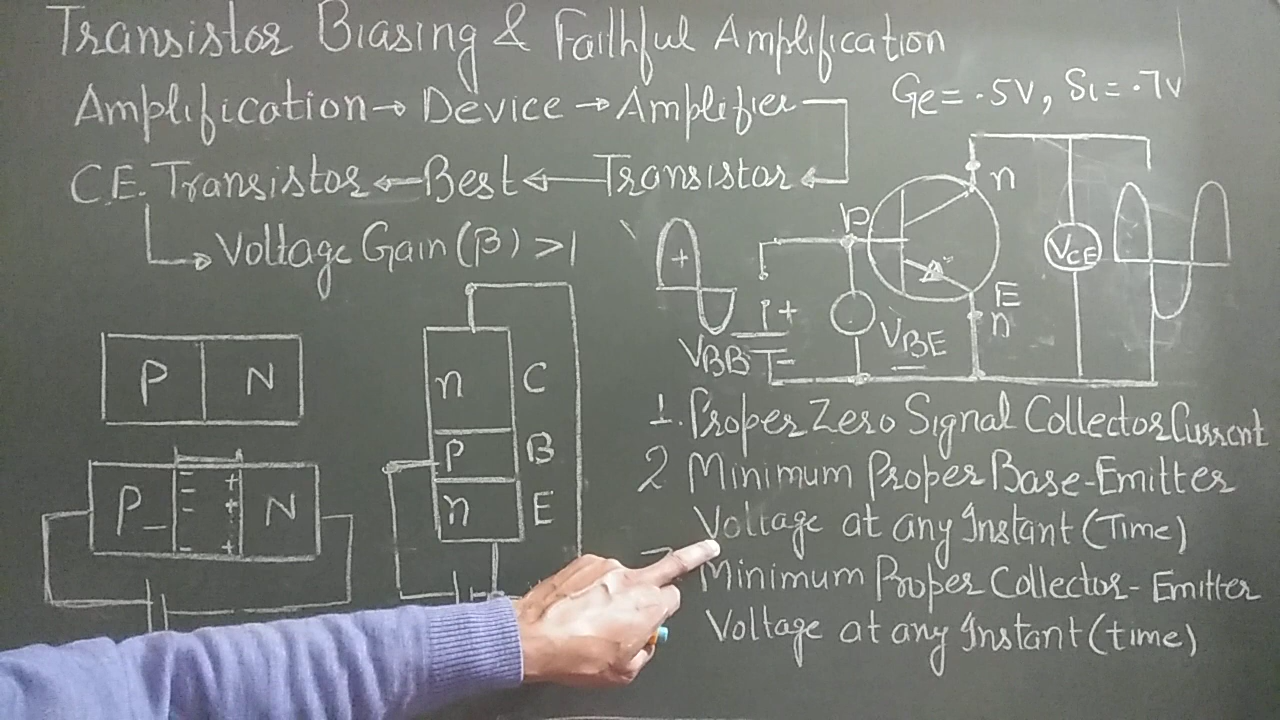 Transistor Biasing & Faithful Amplification
Amplification → Device → Amplifier
Ge = .5V, Si = .7V
C.E. Transistor ← Best ← Transistor
Voltage Gain (β) > 1
n
P
+
VCE
E
n
+
VBB
-
VBE
P N
n C
P B
n E
P - - - - - + + + N
1. Proper Zero Signal Collector Current
2 Minimum Proper Base-Emitter
Voltage at any Instant (Time)
Minimum Proper Collector-Emitter
Voltage at any Instant (time)